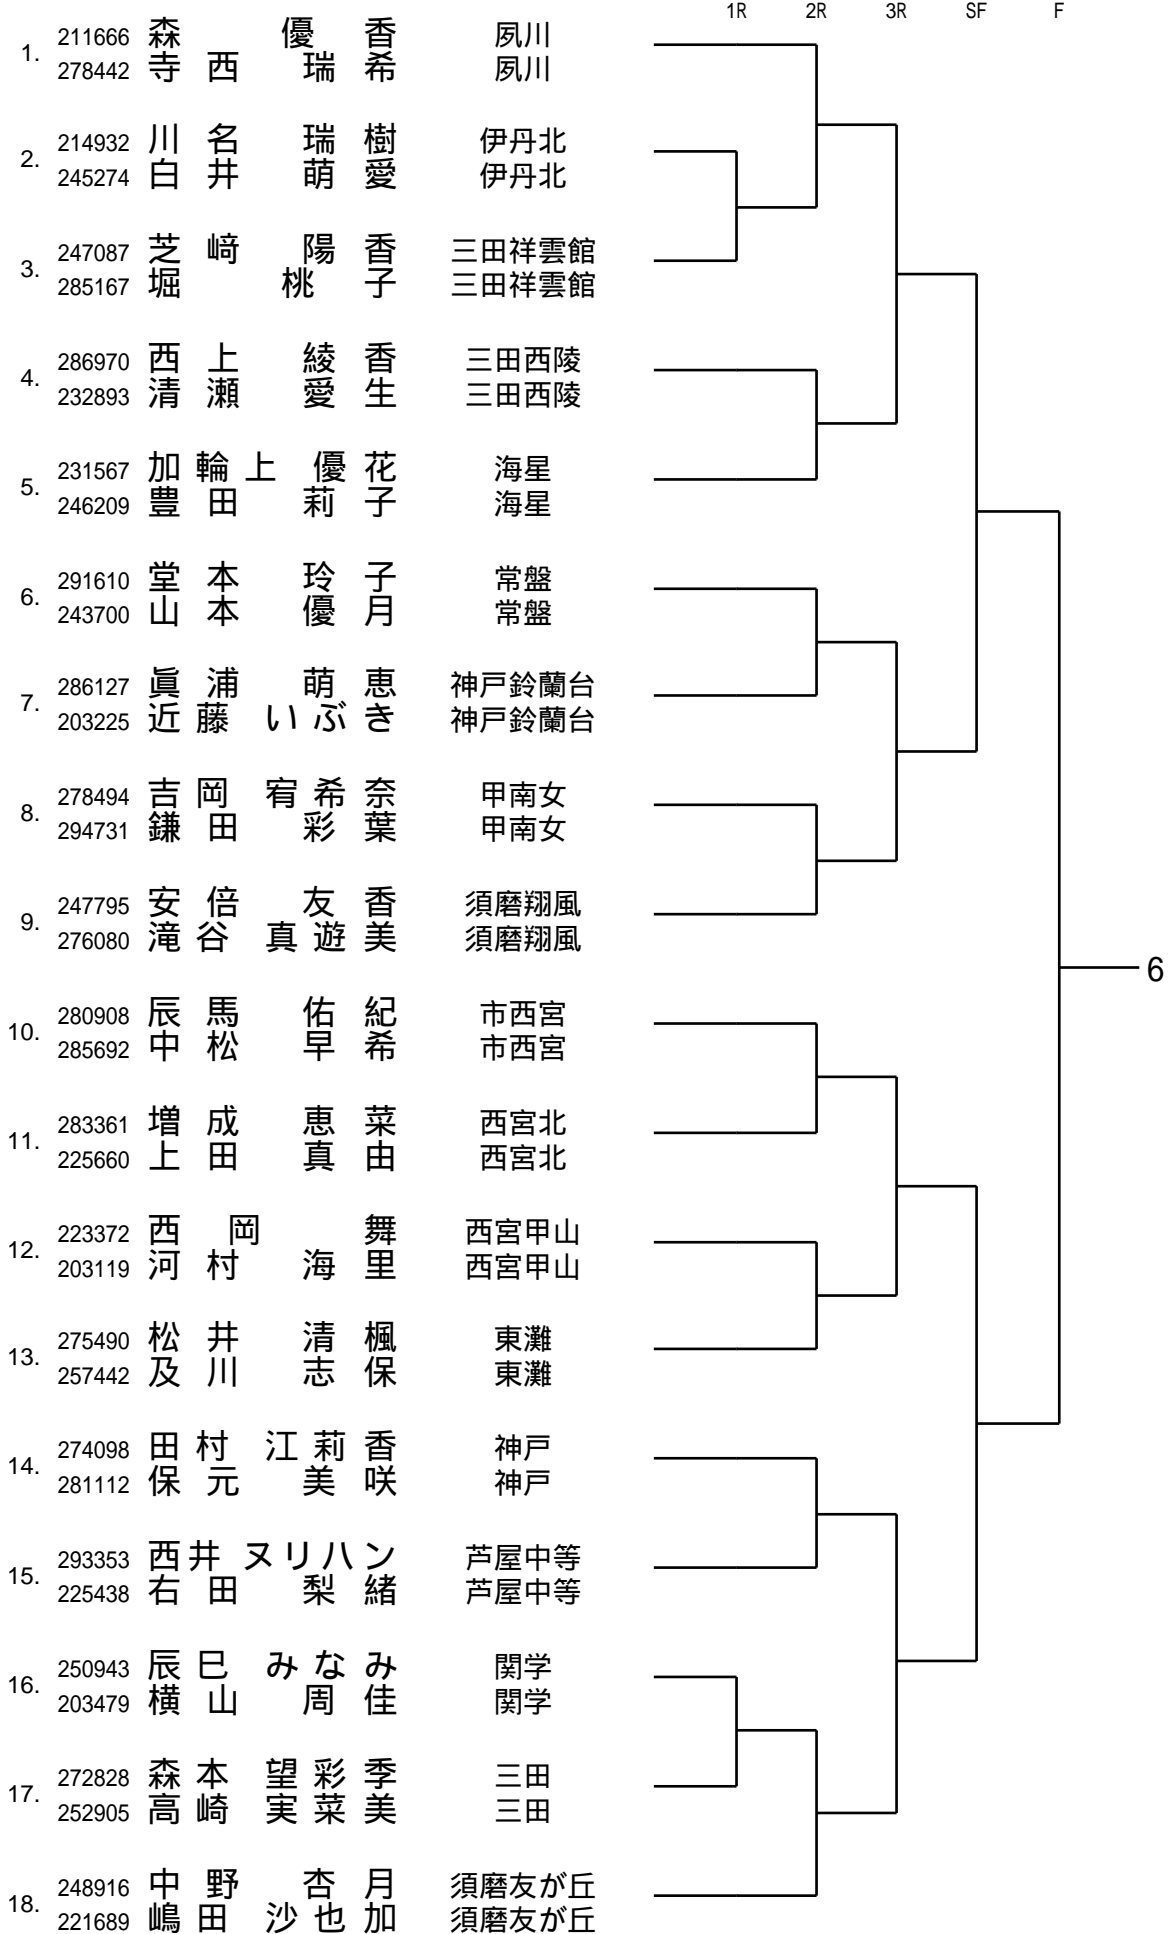 1R 2R 3R SF F
1. 211666 森 優 香 夙川
278442 寺 西 瑞 希 夙川
2. 214932 川 名 瑞 樹 伊丹北
245274 白 井 萌 愛 伊丹北
3. 247087 芝 﨑 陽 香 三田祥雲館
285167 堀 桃 子 三田祥雲館
4. 286970 西 上 綾 香 三田西陵
232893 清 瀬 愛 生 三田西陵
5. 231567 加 輪 上 優 花 海星
246209 豊 田 莉 子 海星
6. 291610 堂 本 玲 子 常盤
243700 山 本 優 月 常盤
7. 286127 眞 浦 萌 恵 神戸鈴蘭台
203225 近 藤 い ぶ き 神戸鈴蘭台
8. 278494 吉 岡 宥 希 奈 甲南女
294731 鎌 田 彩 葉 甲南女
9. 247795 安 倍 友 香 須磨翔風
276080 滝 谷 真 遊 美 須磨翔風
6
10. 280908 辰 馬 佑 紀 市西宮
285692 中 松 早 希 市西宮
11. 283361 増 成 恵 菜 西宮北
225660 上 田 真 由 西宮北
12. 223372 西 岡 舞 西宮甲山
203119 河 村 海 里 西宮甲山
13. 275490 松 井 清 楓 東灘
257442 及 川 志 保 東灘
14. 274098 田 村 江 莉 香 神戸
281112 保 元 美 咲 神戸
15. 293353 西 井 ヌ リ ハ ン 芦屋中等
225438 右 田 梨 緒 芦屋中等
16. 250943 辰 巳 み な み 関学
203479 横 山 周 佳 関学
17. 272828 森 本 望 彩 季 三田
252905 高 崎 実 菜 美 三田
18. 248916 中 野 杏 月 須磨友が丘
221689 嶋 田 沙 也 加 須磨友が丘